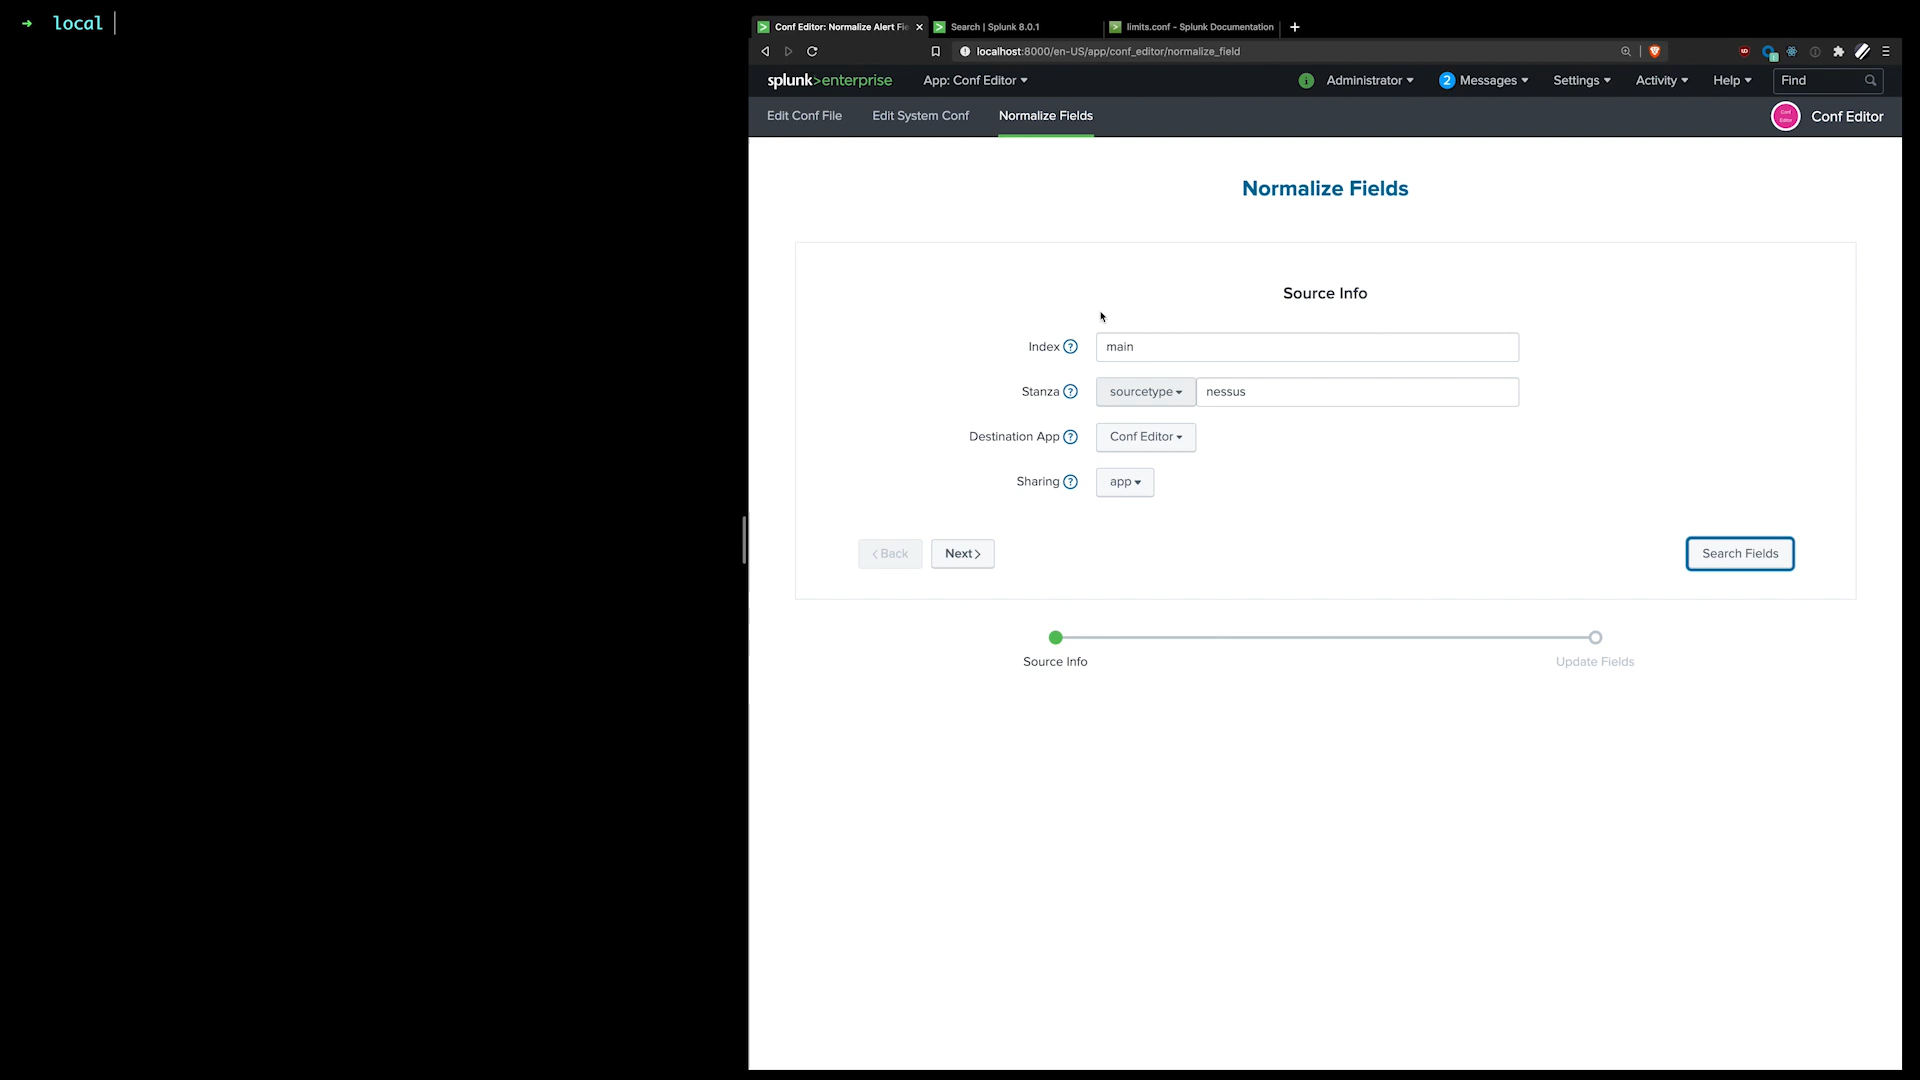 → local
Conf Editor: Normalize Alert Fie
Search | Splunk 8.0.1
limits.conf - Splunk Documentation
localhost:8000/en-US/app/conf_editor/normalize_field
splunk>enterprise
App: Conf Editor
i
Administrator
2 Messages
Settings
Activity
Help
Find
Edit Conf File
Edit System Conf
Normalize Fields
Conf Editor
Conf Editor
Normalize Fields
Source Info
Index ? main
Stanza ? sourcetype nessus
Destination App ? Conf Editor
Sharing ? app
< Back
Next >
Search Fields
Source Info
Update Fields